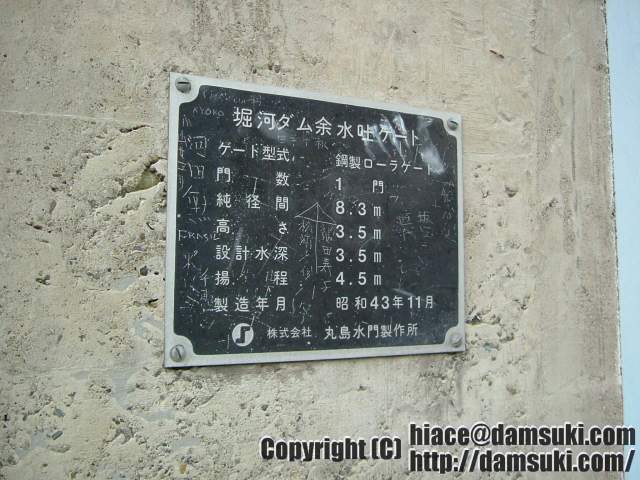 堀河ダム余水吐ゲート
ゲート型式 鋼製ローラゲート
門数 1門
純径間 8.3m
高さ 3.5m
設計水深 3.5m
揚程 4.5m
製造年月 昭和43年11月
株式会社 丸島水門製作所
KYOKO
BRASIL
Copyright (C) hiace@damsuki.com
http://damsuki.com/